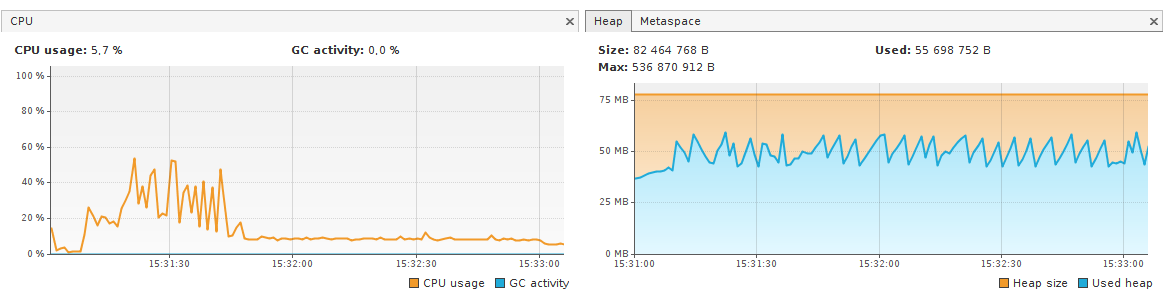 CPU
CPU usage: 5,7 %
GC activity: 0,0 %
100 %
80 %
60 %
40 %
20 %
0 %
15:31:30
15:32:00
15:32:30
15:33:00
CPU usage
GC activity
Heap
Metaspace
Size: 82 464 768 B
Used: 55 698 752 B
Max: 536 870 912 B
75 MB
50 MB
25 MB
0 MB
15:31:00
15:31:30
15:32:00
15:32:30
15:33:00
Heap size
Used heap